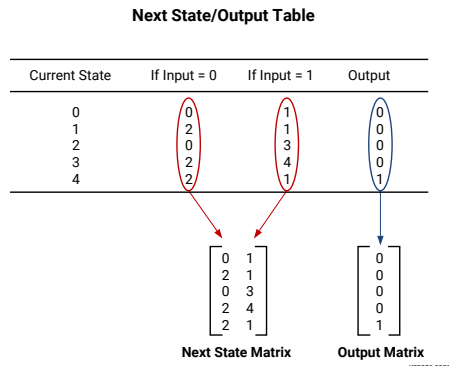 Next State/Output Table
Current State If Input = 0 If Input = 1 Output
0 0 1 0
1 2 1 0
2 0 3 0
3 2 4 0
4 2 1 1
0 1 0
2 1 0
0 3 0
2 4 0
2 1 1
Next State Matrix Output Matrix